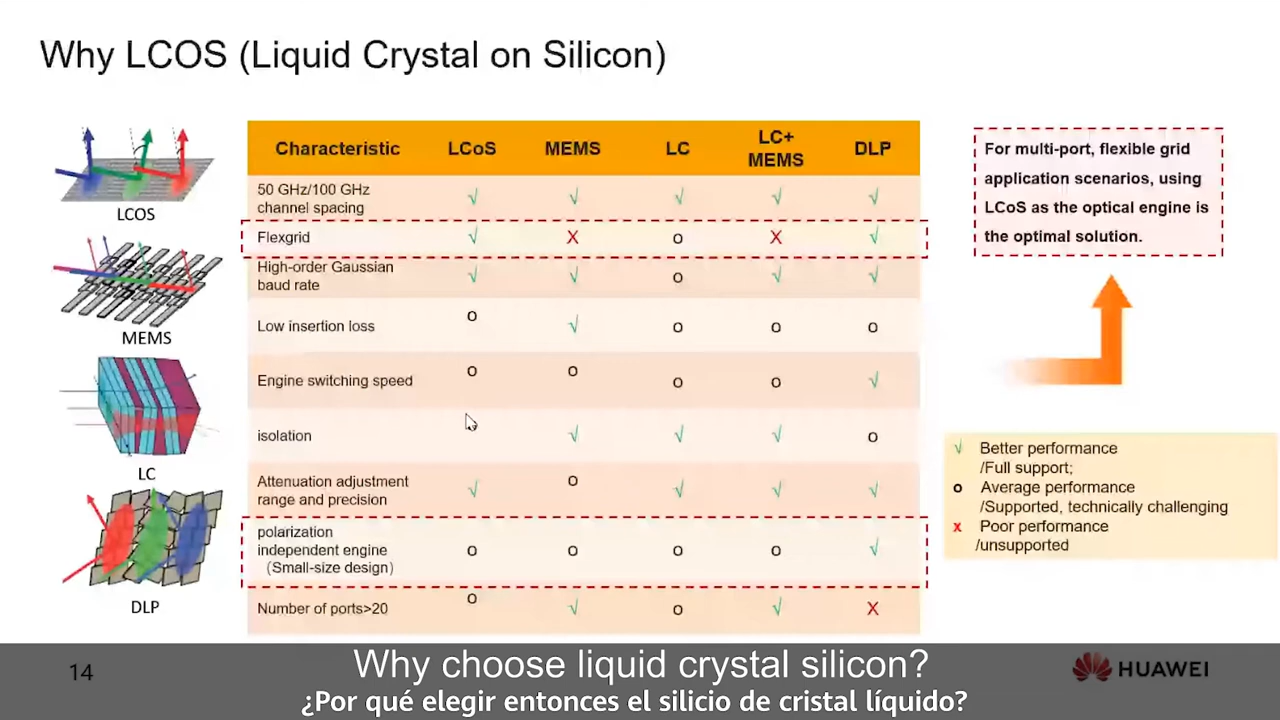 Why LCOS (Liquid Crystal on Silicon)
LCOS
MEMS
LC
DLP
Characteristic LCoS MEMS LC LC+ MEMS DLP
50 GHz/100 GHz
channel spacing √ √ √ √ √
Flexgrid √ X o X √
High-order Gaussian
baud rate √ √ o √ √
Low insertion loss o √ o o o
Engine switching speed o o o o √
isolation √ √ √ o
Attenuation adjustment
range and precision √ o √ √ √
polarization
independent engine o o o o √
(Small-size design)
Number of ports>20 o √ o √ X
For multi-port, flexible grid
application scenarios, using
LCoS as the optical engine is
the optimal solution.
√ Better performance
/Full support;
o Average performance
/Supported, technically challenging
x Poor performance
/unsupported
14
Why choose liquid crystal silicon?
¿Por qué elegir entonces el silicio de cristal líquido?
HUAWEI